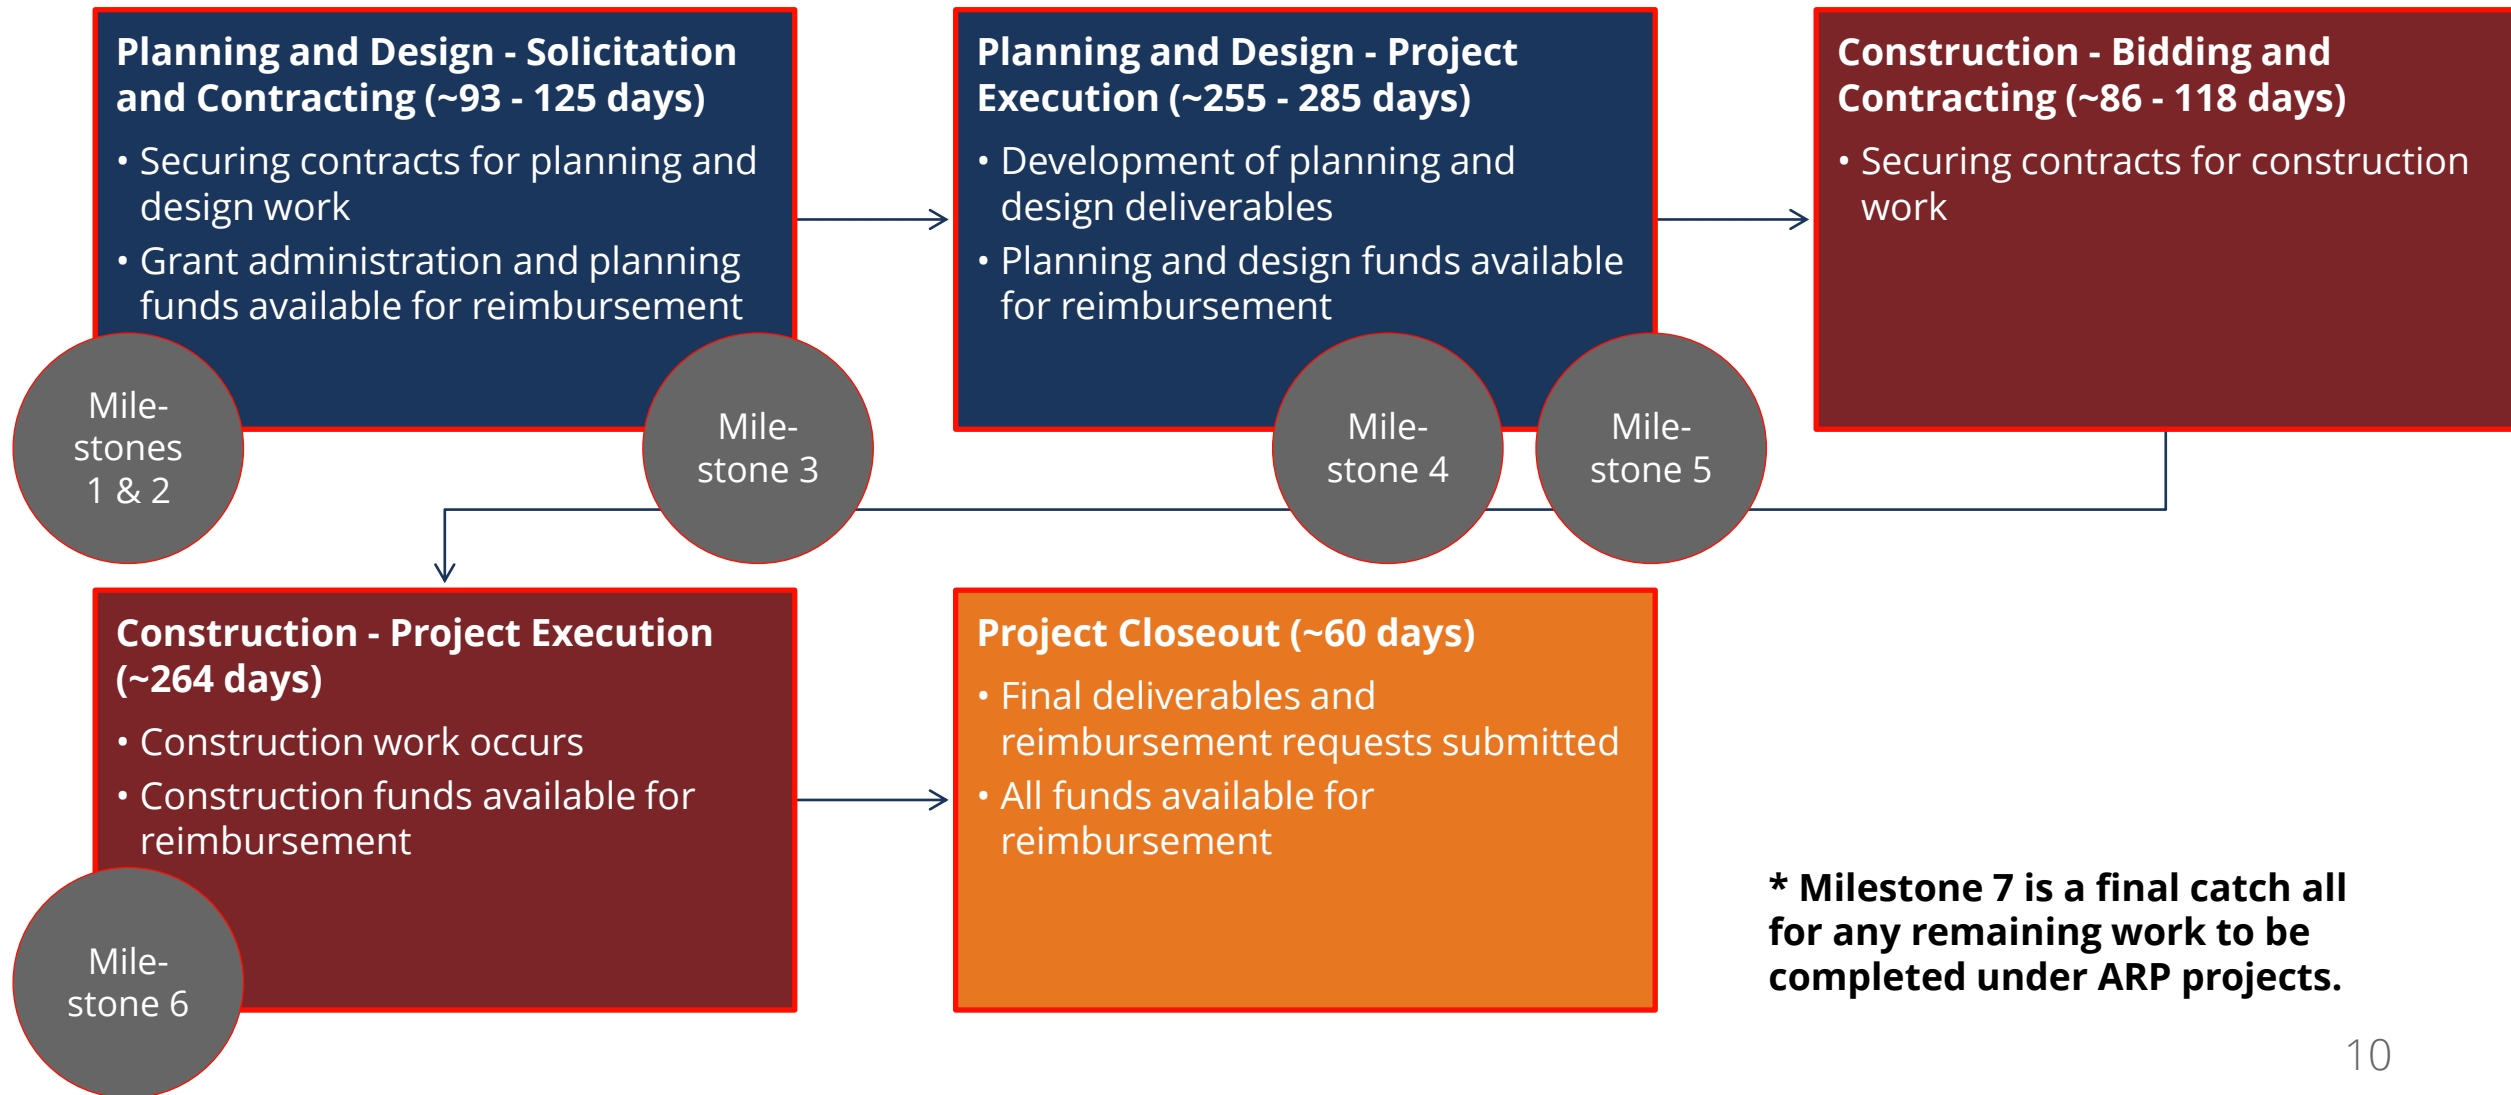 Planning and Design - Solicitation
and Contracting (~93 - 125 days)
• Securing contracts for planning and
design work
• Grant administration and planning
funds available for reimbursement
Planning and Design - Project
Execution (~255 - 285 days)
• Development of planning and
design deliverables
• Planning and design funds available
for reimbursement
Construction - Bidding and
Contracting (~86 - 118 days)
• Securing contracts for construction
work
Mile-
stones
1 & 2
Mile-
stone 3
Mile-
stone 4
Mile-
stone 5
Construction - Project Execution
(~264 days)
• Construction work occurs
• Construction funds available for
reimbursement
Mile-
stone 6
Project Closeout (~60 days)
• Final deliverables and
reimbursement requests submitted
• All funds available for
reimbursement
* Milestone 7 is a final catch all
for any remaining work to be
completed under ARP projects.
10